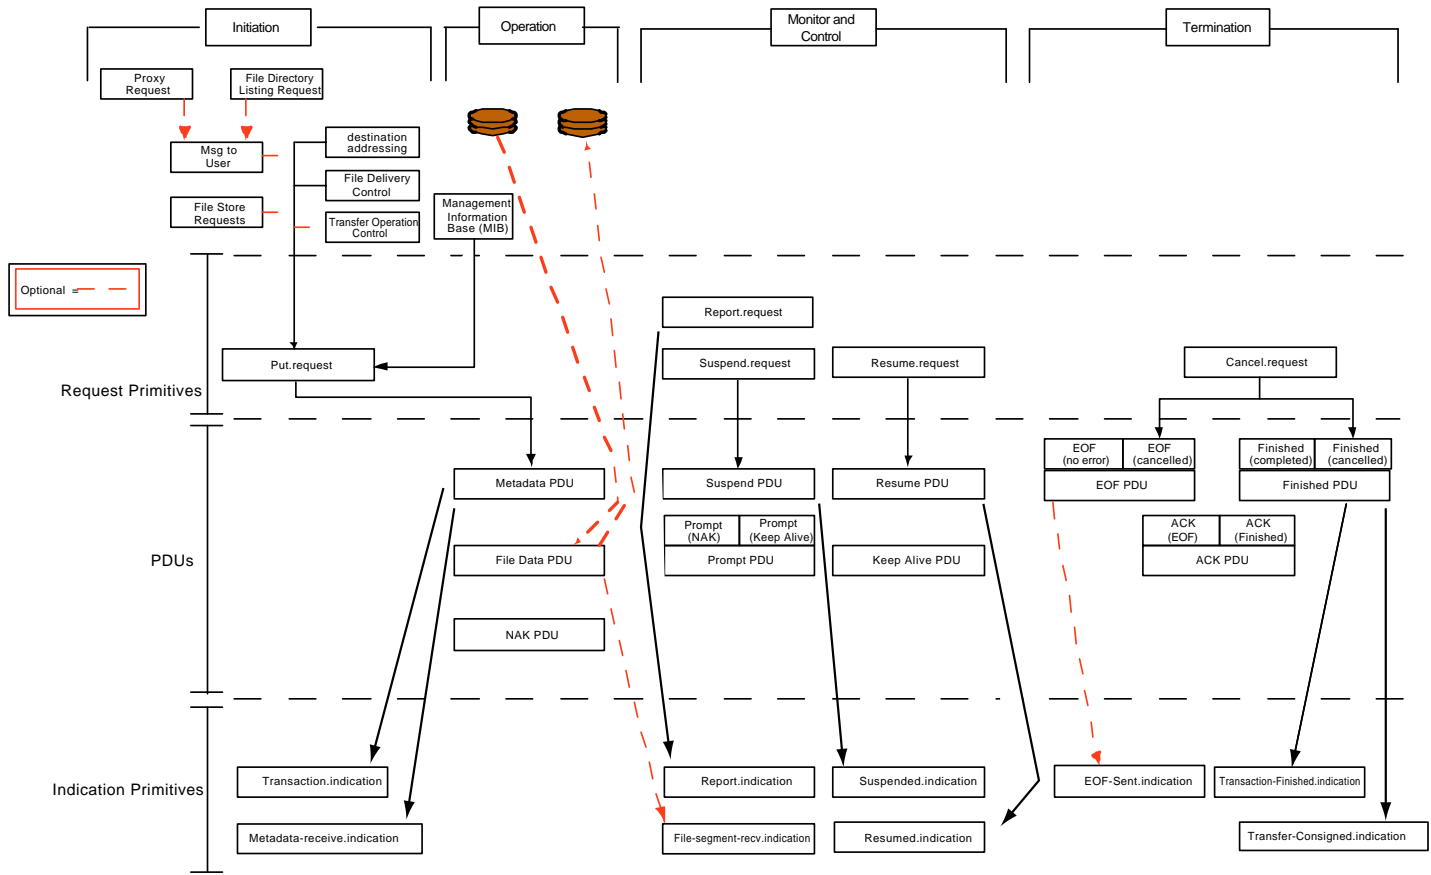 Initiation
Operation
Monitor and
Control
Termination
Proxy
Request
File Directory
Listing Request
Msg to
User
File Store
Requests
destination
addressing
File Delivery
Control
Transfer Operation
Control
Management
Information
Base (MIB)
Optional =
Request Primitives
Put.request
Report.request
Suspend.request
Resume.request
Cancel.request
PDUs
Metadata PDU
File Data PDU
NAK PDU
Suspend PDU
Prompt
(NAK)
Prompt
(Keep Alive)
Prompt PDU
Resume PDU
Keep Alive PDU
EOF
(no error)
EOF
(cancelled)
EOF PDU
Finished
(completed)
Finished
(cancelled)
Finished PDU
ACK
(EOF)
ACK
(Finished)
ACK PDU
Indication Primitives
Transaction.indication
Metadata-receive.indication
Report.indication
File-segment-recv.indication
Suspended.indication
Resumed.indication
EOF-Sent.indication
Transaction-Finished.indication
Transfer-Consigned.indication